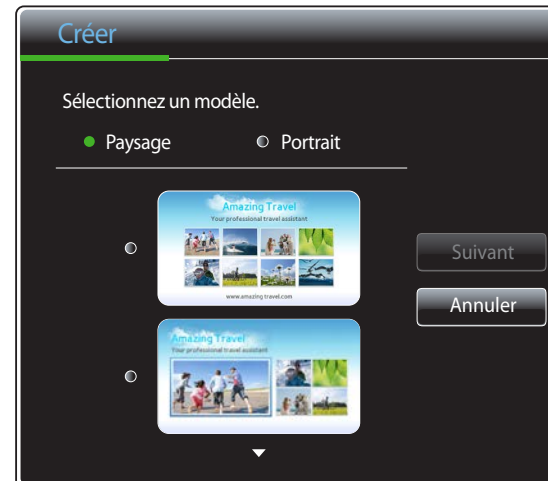 Créer
Sélectionnez un modèle.
Paysage
Portrait
Amazing Travel
Your professional travel assistant
www.amazing travel.com
Suivant
Annuler
Amazing Travel
Your professional travel assistant